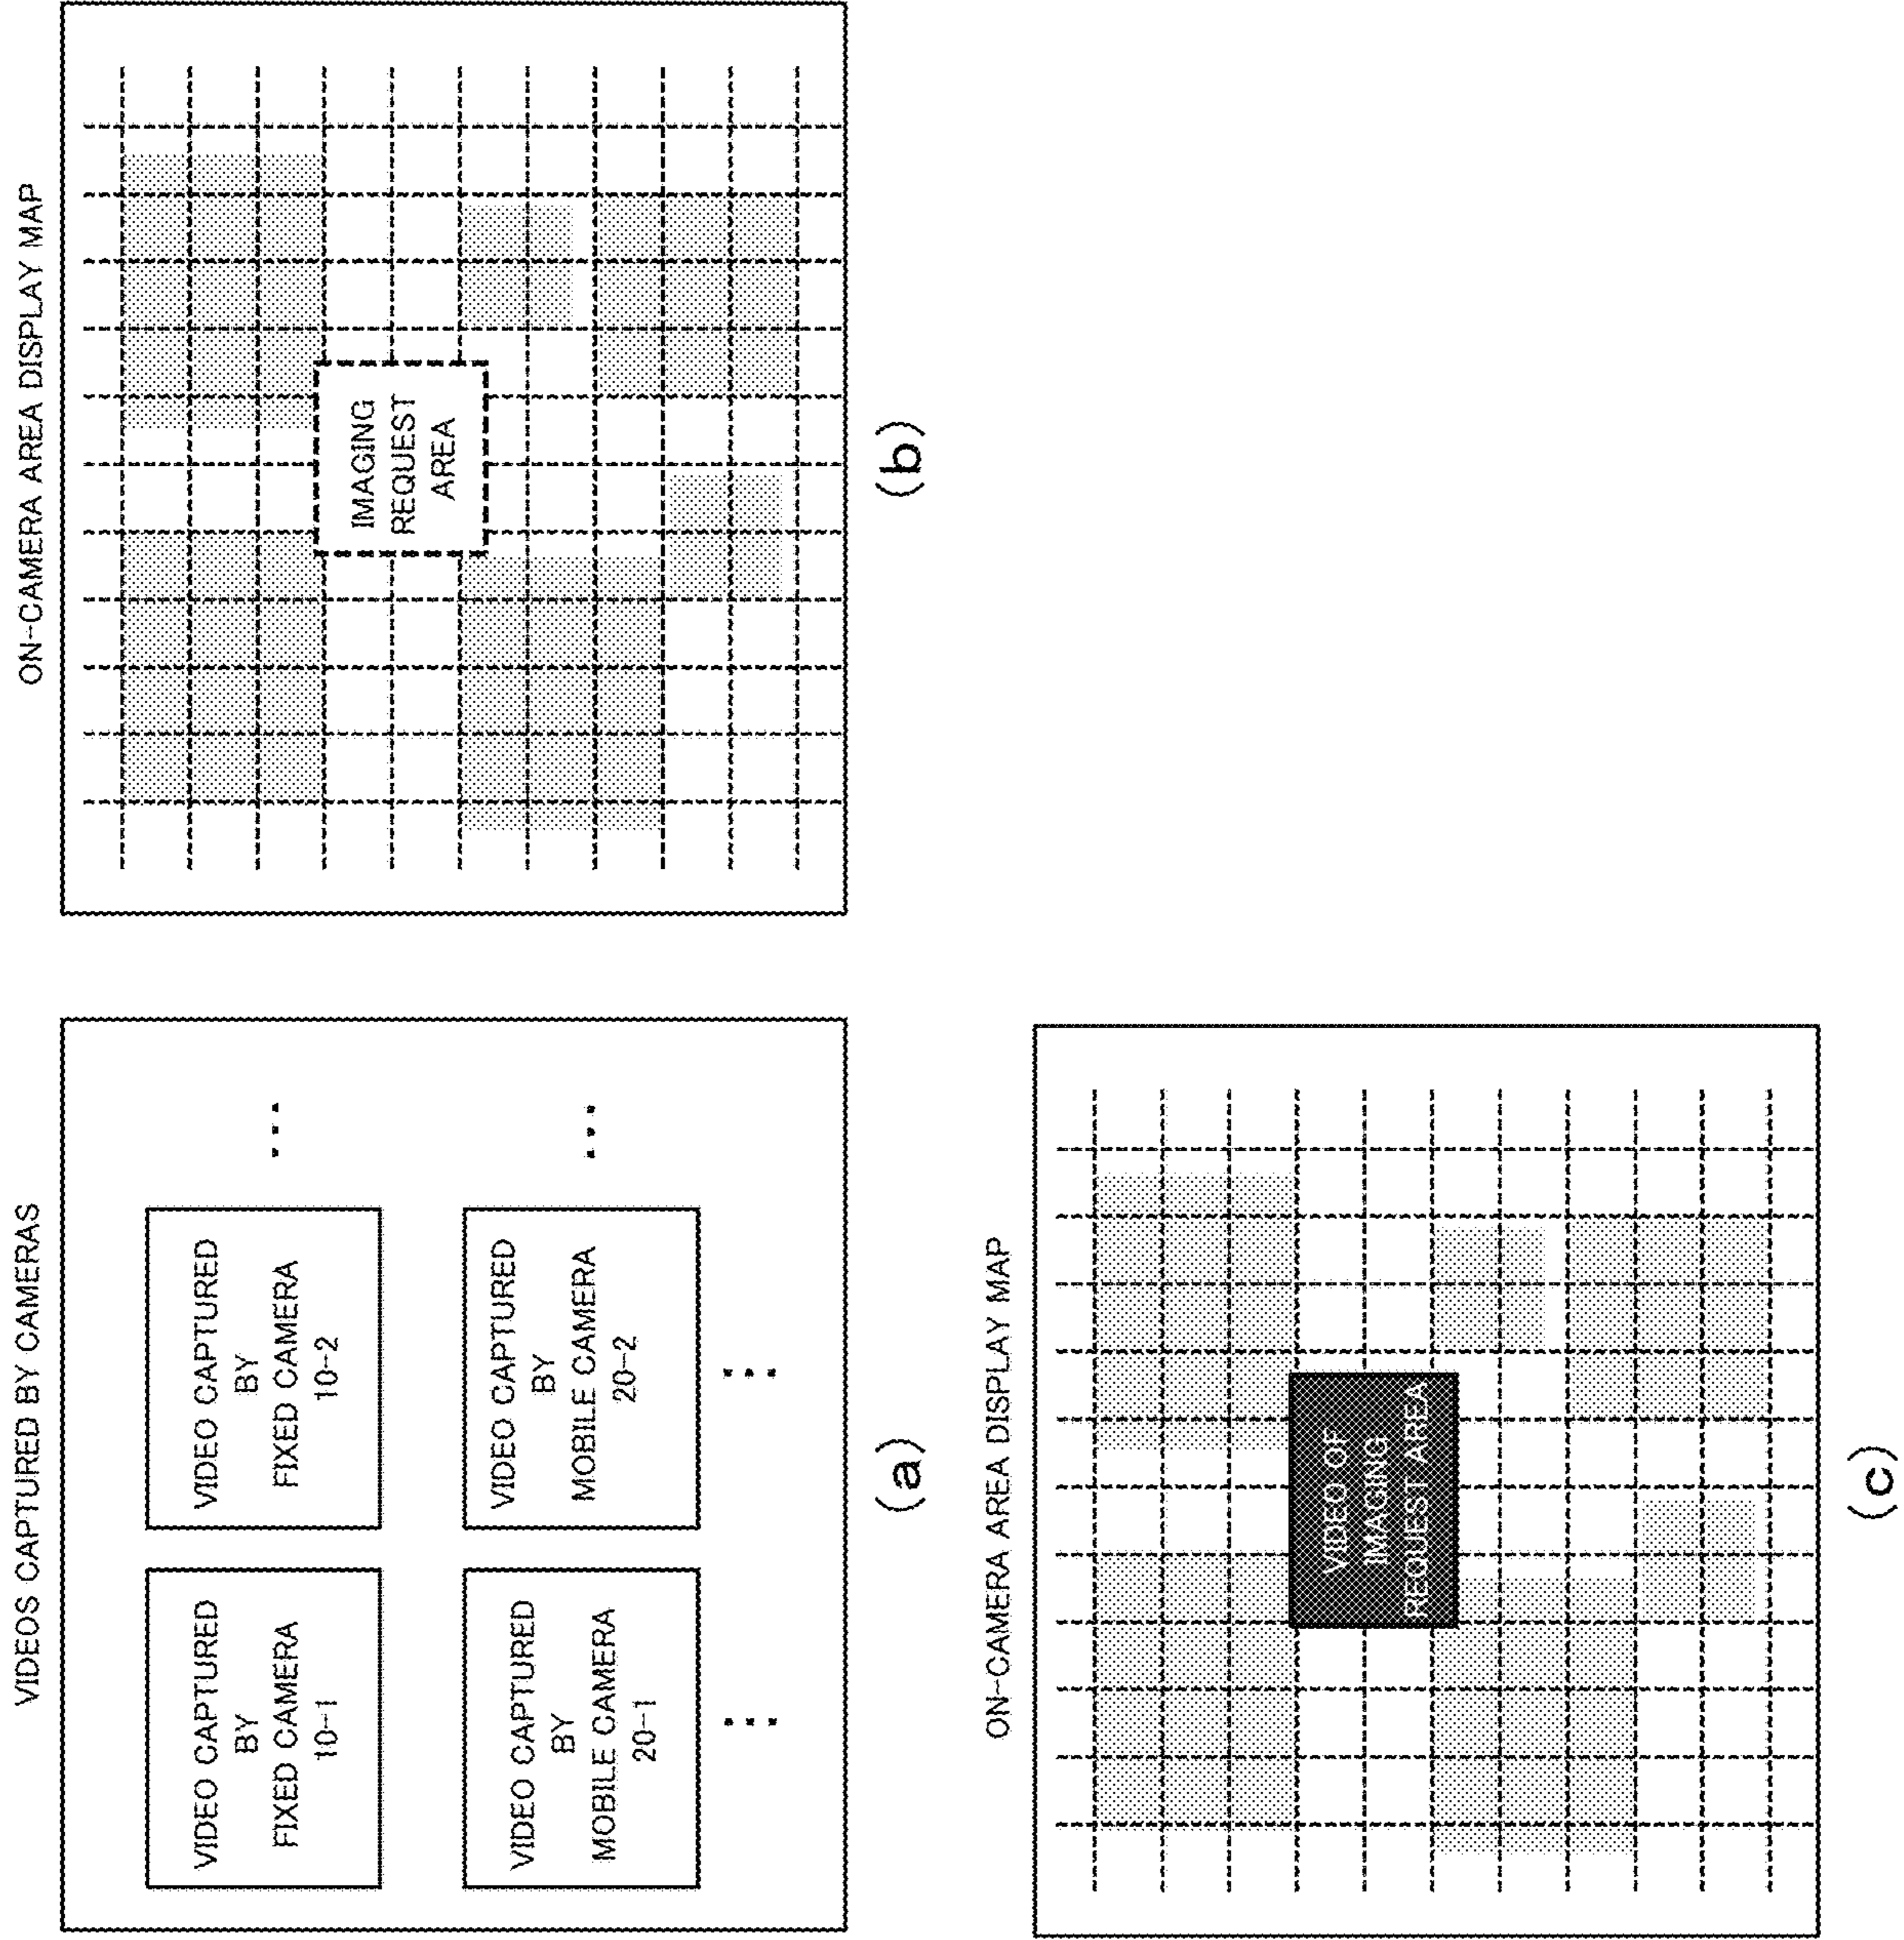 VIDEOS CAPTURED BY CAMERAS
VIDEO CAPTURED
BY
FIXED CAMERA
10-1
VIDEO CAPTURED
BY
FIXED CAMERA
10-2
...
VIDEO CAPTURED
BY
MOBILE CAMERA
20-1
VIDEO CAPTURED
BY
MOBILE CAMERA
20-2
...
...
...
(a)
ON-CAMERA AREA DISPLAY MAP
IMAGING
REQUEST
AREA
(b)
ON-CAMERA AREA DISPLAY MAP
VIDEO OF
IMAGING
REQUEST AREA
(c)